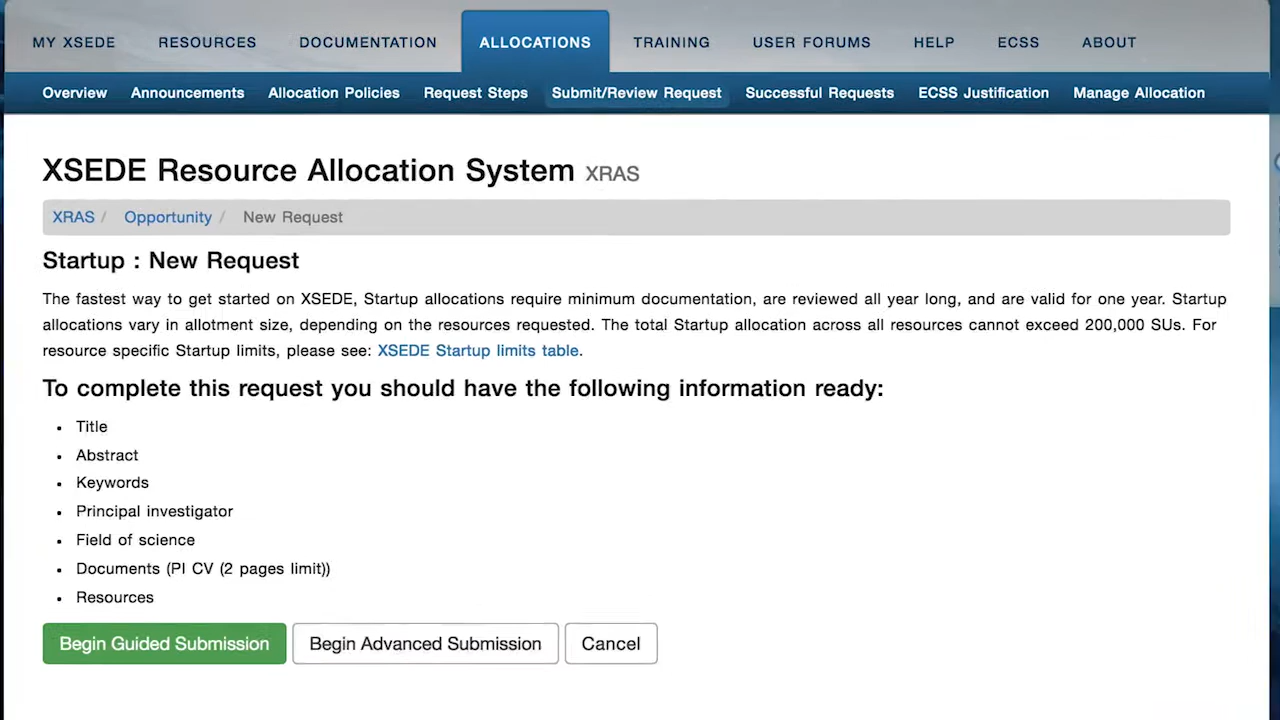 MY XSEDE RESOURCES DOCUMENTATION ALLOCATIONS TRAINING USER FORUMS HELP ECSS ABOUT
Overview Announcements Allocation Policies Request Steps Submit/Review Request Successful Requests ECSS Justification Manage Allocation
XSEDE Resource Allocation System XRAS
XRAS / Opportunity / New Request
Startup : New Request
The fastest way to get started on XSEDE, Startup allocations require minimum documentation, are reviewed all year long, and are valid for one year. Startup
allocations vary in allotment size, depending on the resources requested. The total Startup allocation across all resources cannot exceed 200,000 SUs. For
resource specific Startup limits, please see: XSEDE Startup limits table.
To complete this request you should have the following information ready:
• Title
• Abstract
• Keywords
• Principal investigator
• Field of science
• Documents (PI CV (2 pages limit))
• Resources
Begin Guided Submission Begin Advanced Submission Cancel